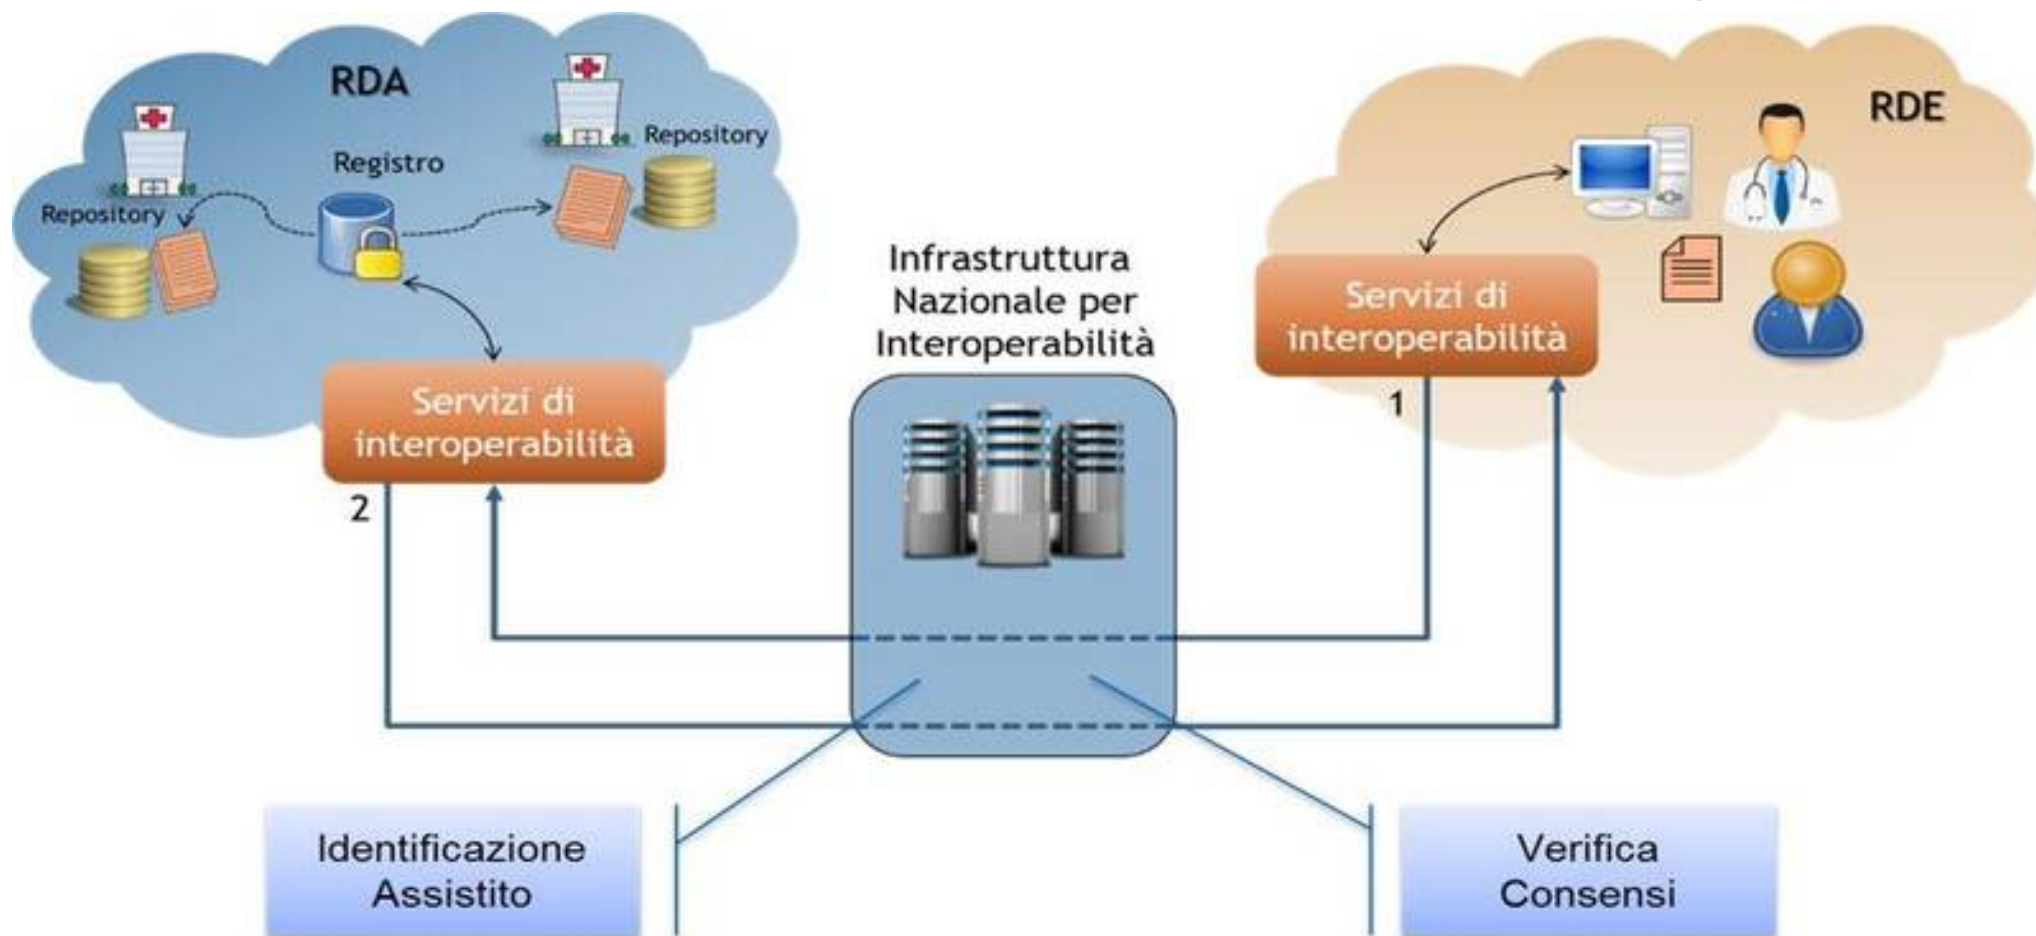 RDA
Repository
Registro
Repository
RDE
Infrastruttura
Nazionale per
Interoperabilità
Servizi di
interoperabilità
Servizi di
interoperabilità
1
2
Identificazione
Assistito
Verifica
Consensi